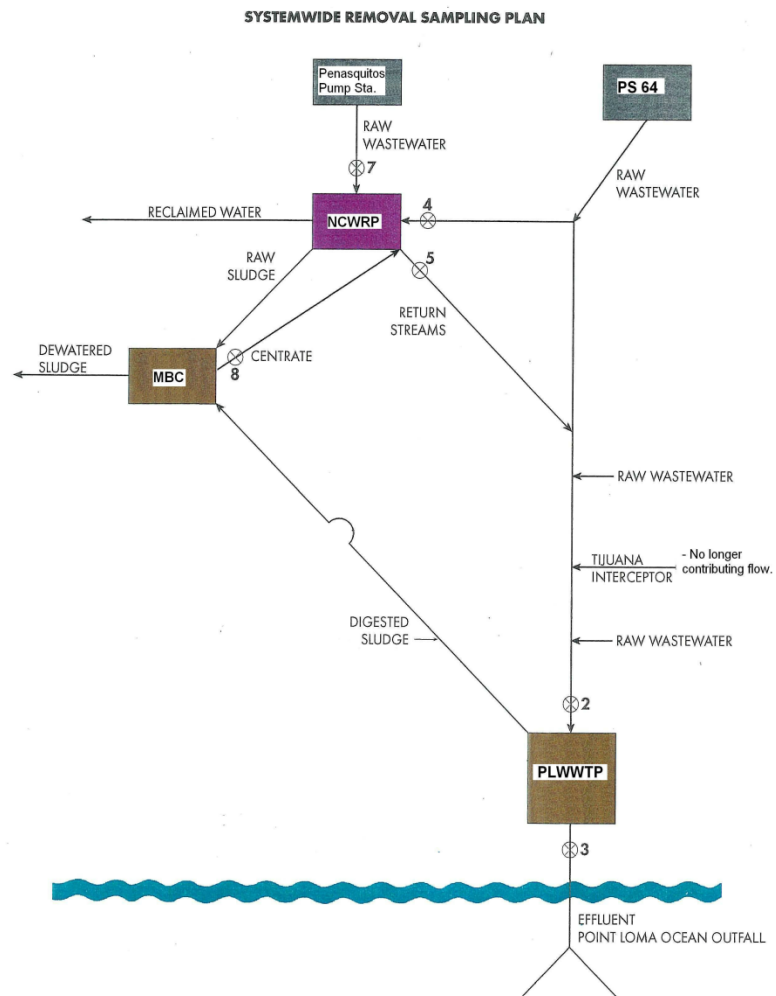 SYSTEMWIDE REMOVAL SAMPLING PLAN
Penasquitos
Pump Sta.
PS 64
RAW
WASTEWATER
7
RAW
WASTEWATER
RECLAIMED WATER
NCWRP
4
5
RAW
SLUDGE
RETURN
STREAMS
DEWATERED
SLUDGE
MBC
8
CENTRATE
RAW WASTEWATER
TIJUANA
INTERCEPTOR
- No longer
contributing flow.
DIGESTED
SLUDGE
RAW WASTEWATER
2
PLWWTP
3
EFFLUENT
POINT LOMA OCEAN OUTFALL